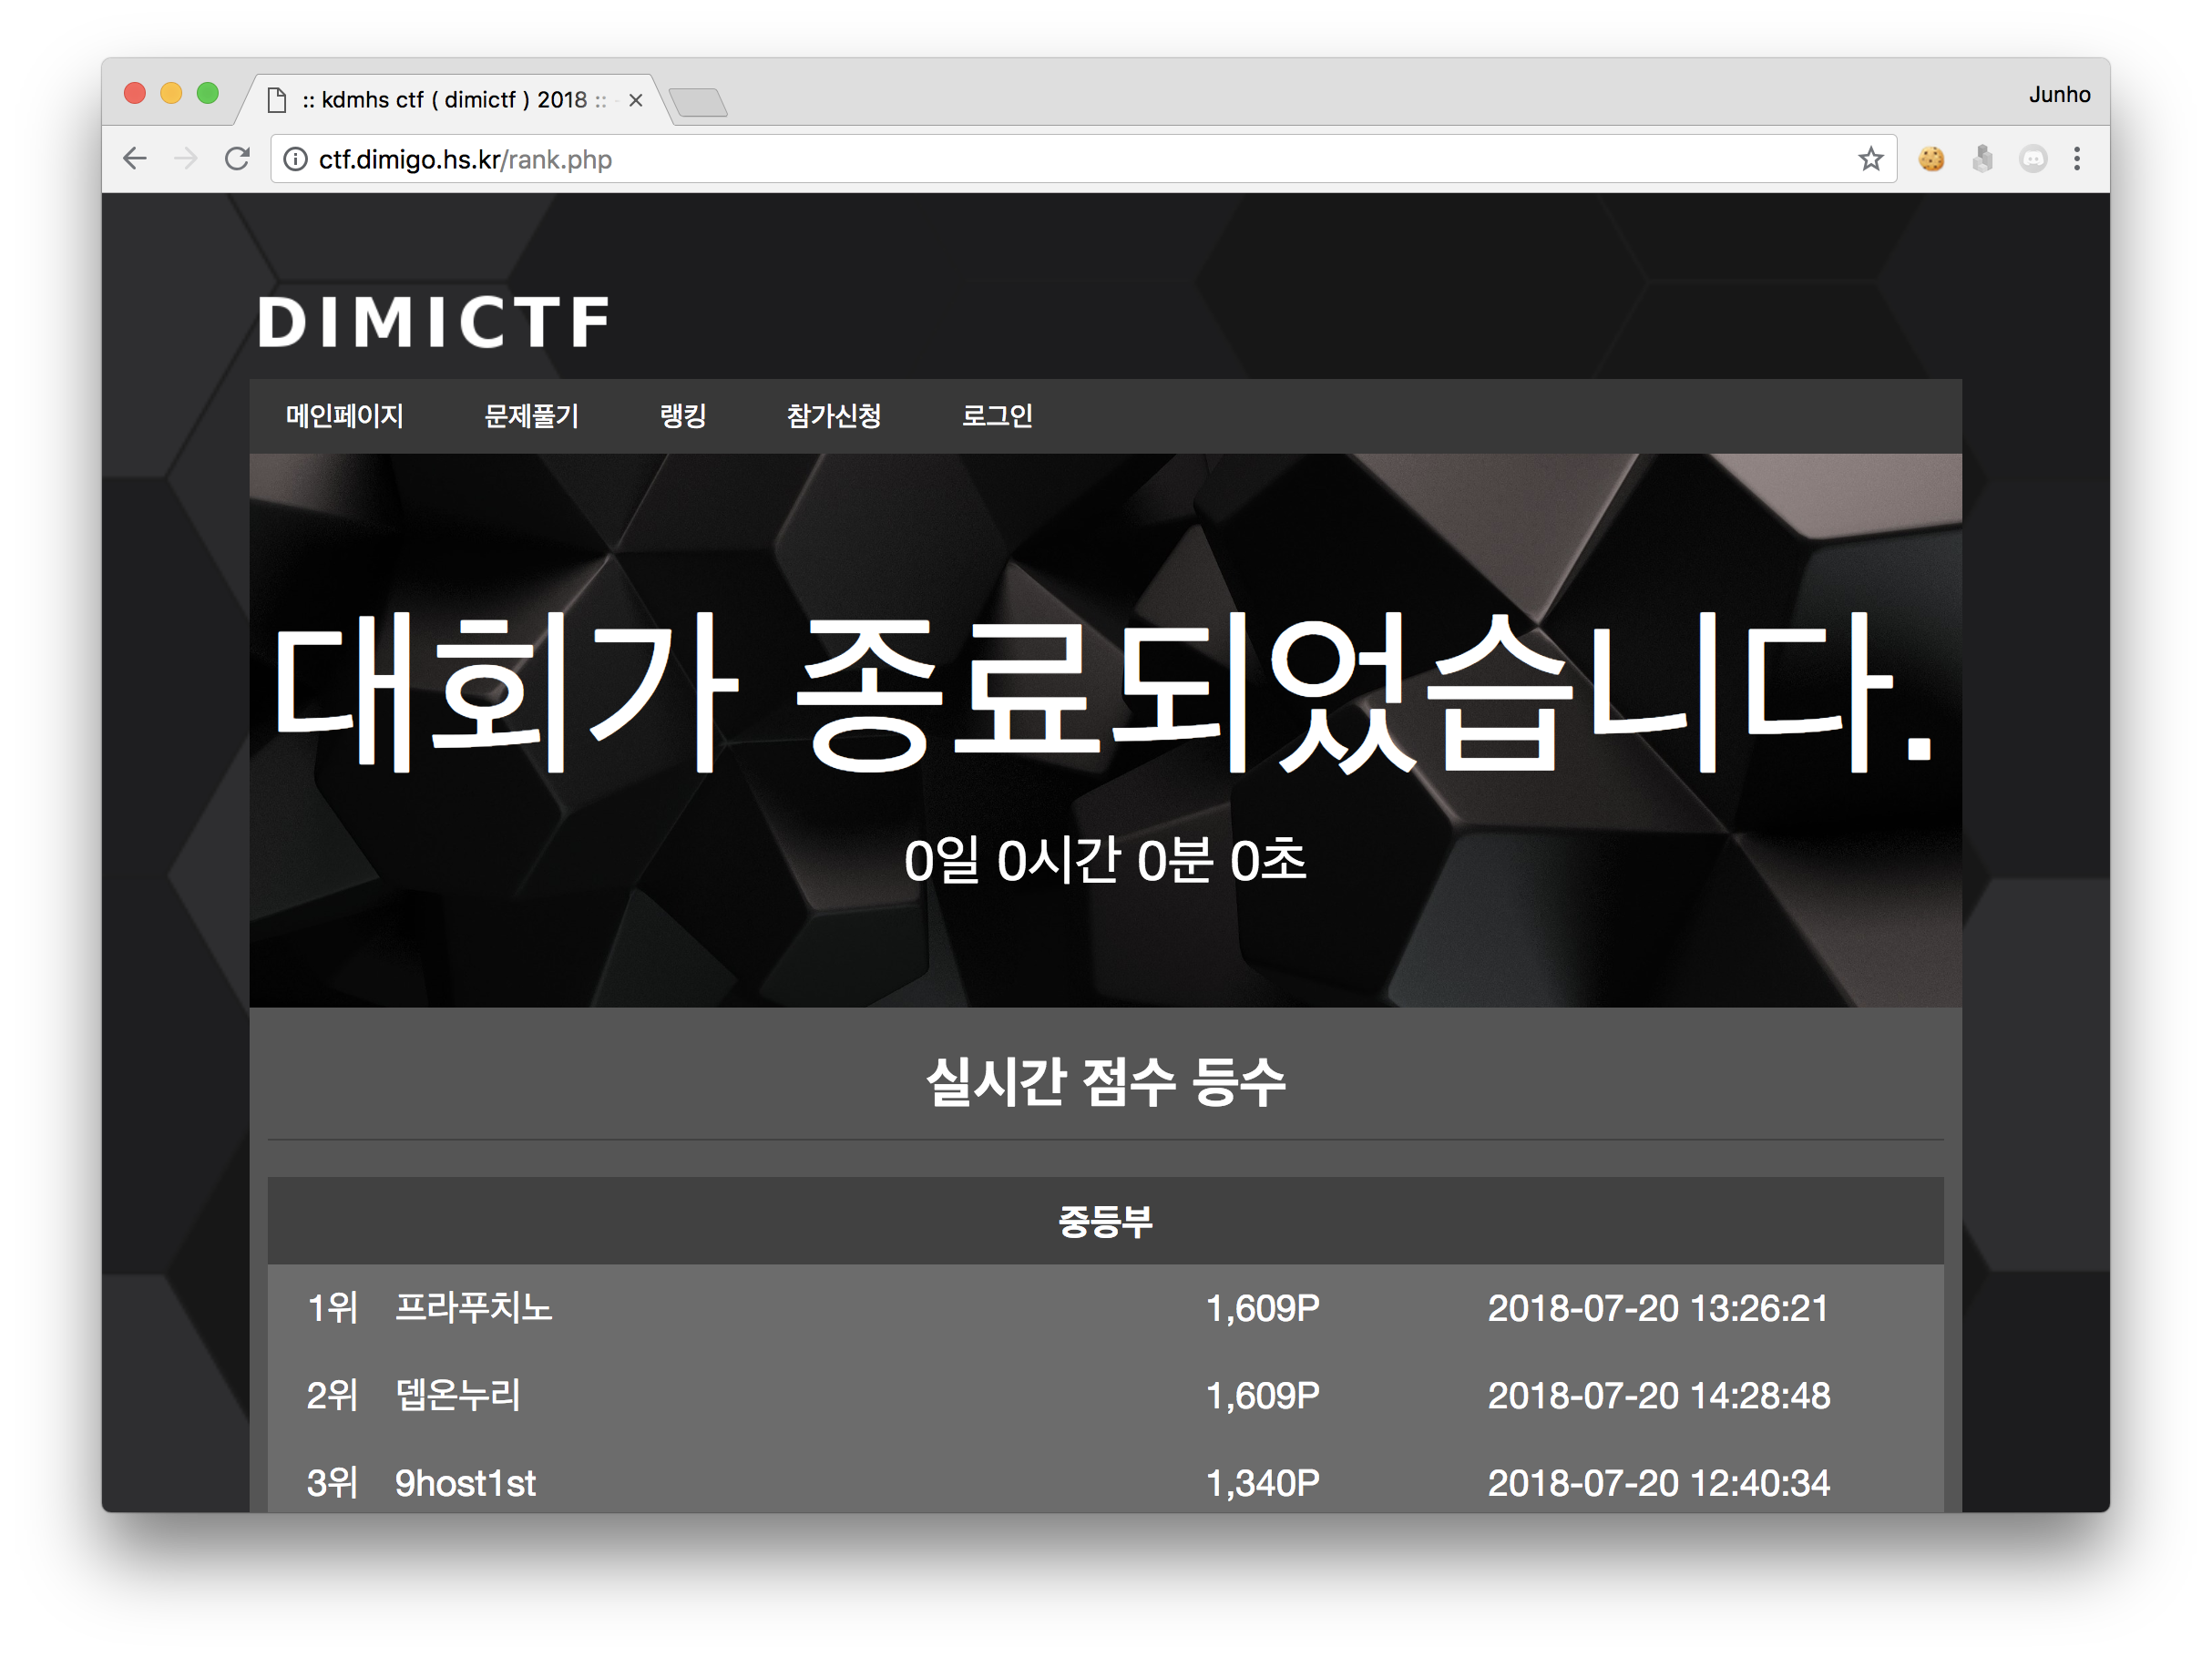 :: kdmhs ctf ( dimictf ) 2018 :: -
Junho
ctf.dimigo.hs.kr/rank.php
DIMICTF
메인페이지 문제풀기 랭킹 참가신청 로그인
대회가 종료되었습니다.
0일 0시간 0분 0초
실시간 점수 등수
중등부
1위 프라푸치노 1,609P 2018-07-20 13:26:21
2위 뎁온누리 1,609P 2018-07-20 14:28:48
3위 9host1st 1,340P 2018-07-20 12:40:34